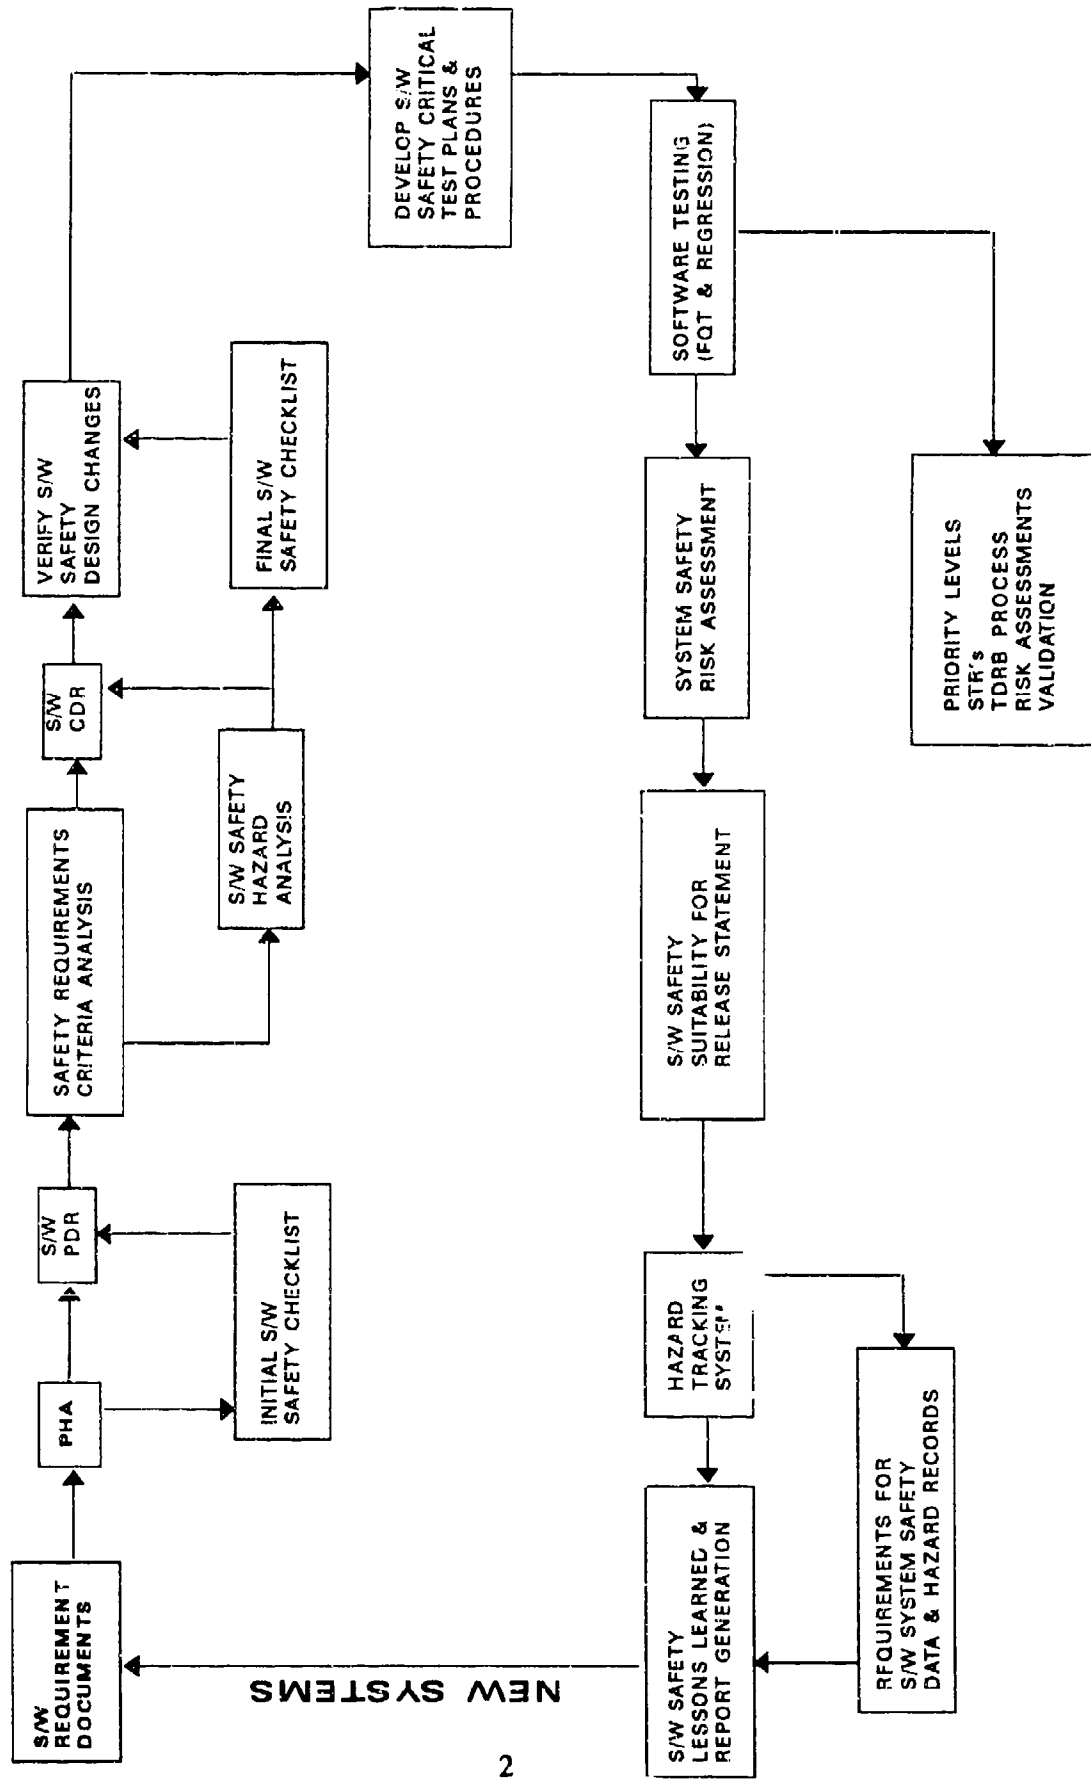 S/W
REQUIREMENT
DOCUMENTS
PHA
S/W
PDR
INITIAL S/W
SAFETY CHECKLIST
SAFETY REQUIREMENTS
CRITERIA ANALYSIS
S/W SAFETY
HAZARD
ANALYSIS
S/W
CDR
VERIFY S/W
SAFETY
DESIGN CHANGES
FINAL S/W
SAFETY CHECKLIST
DEVELOP S/W
SAFETY CRITICAL
TEST PLANS &
PROCEDURES
SOFTWARE TESTING
(FQT & REGRESSION)
PRIORITY LEVELS
STR's
TDRB PROCESS
RISK ASSESSMENTS
VALIDATION
SYSTEM SAFETY
RISK ASSESSMENT
S/W SAFETY
SUITABILITY FOR
RELEASE STATEMENT
HAZARD
TRACKING
SYSTEM
RFQUIREMENTS FOR
S/W SYSTEM SAFETY
DATA & HAZARD RECORDS
S/W SAFETY
LESSONS LEARNED &
REPORT GENERATION
NEW SYSTEMS
2